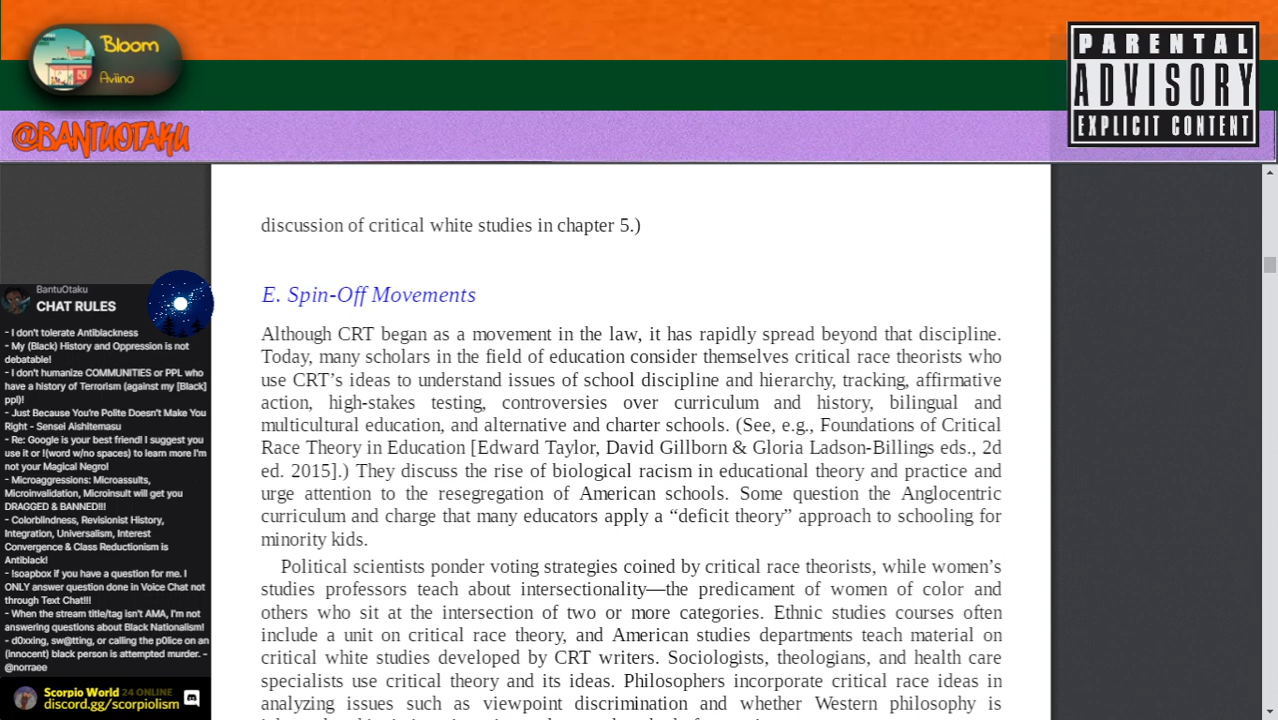 Bloom
Aviino
PARENTAL
ADVISORY
EXPLICIT CONTENT
@BANTUOTAKU
discussion of critical white studies in chapter 5.)
E. Spin-Off Movements
Although CRT began as a movement in the law, it has rapidly spread beyond that discipline.
Today, many scholars in the field of education consider themselves critical race theorists who
use CRT’s ideas to understand issues of school discipline and hierarchy, tracking, affirmative
action, high-stakes testing, controversies over curriculum and history, bilingual and
multicultural education, and alternative and charter schools. (See, e.g., Foundations of Critical
Race Theory in Education [Edward Taylor, David Gillborn & Gloria Ladson-Billings eds., 2d
ed. 2015].) They discuss the rise of biological racism in educational theory and practice and
urge attention to the resegregation of American schools. Some question the Anglocentric
curriculum and charge that many educators apply a “deficit theory” approach to schooling for
minority kids.
Political scientists ponder voting strategies coined by critical race theorists, while women’s
studies professors teach about intersectionality—the predicament of women of color and
others who sit at the intersection of two or more categories. Ethnic studies courses often
include a unit on critical race theory, and American studies departments teach material on
critical white studies developed by CRT writers. Sociologists, theologians, and health care
specialists use critical theory and its ideas. Philosophers incorporate critical race ideas in
analyzing issues such as viewpoint discrimination and whether Western philosophy is
BantuOtaku
CHAT RULES
- I don't tolerate Antiblackness
- My (Black) History and Oppression is not
debatable!
- I don't humanize COMMUNITIES or PPL who
have a history of Terrorism (against my [Black]
ppl)!
- Just Because You're Polite Doesn't Make You
Right - Sensei Aishitemasu
- Re: Google is your best friend! I suggest you
use it or !(word w/no spaces) to learn more I'm
not your Magical Negro!
- Microaggressions: Microassults,
Microinvalidation, Microinsult will get you
DRAGGED & BANNED!!!
- Colorblindness, Revisionist History,
Integration, Universalism, Interest
Convergence & Class Reductionism is
Antiblack!
- !soapbox if you have a question for me. I
ONLY answer question done in Voice Chat not
through Text Chat!!!
- When the stream title/tag isn't AMA, I'm not
answering questions about Black Nationalism!
- d0xxing, sw@tting, or calling the p0lice on an
(innocent) black person is attempted murder. -
@norraee
Scorpio World 24 ONLINE
discord.gg/scorpiolism